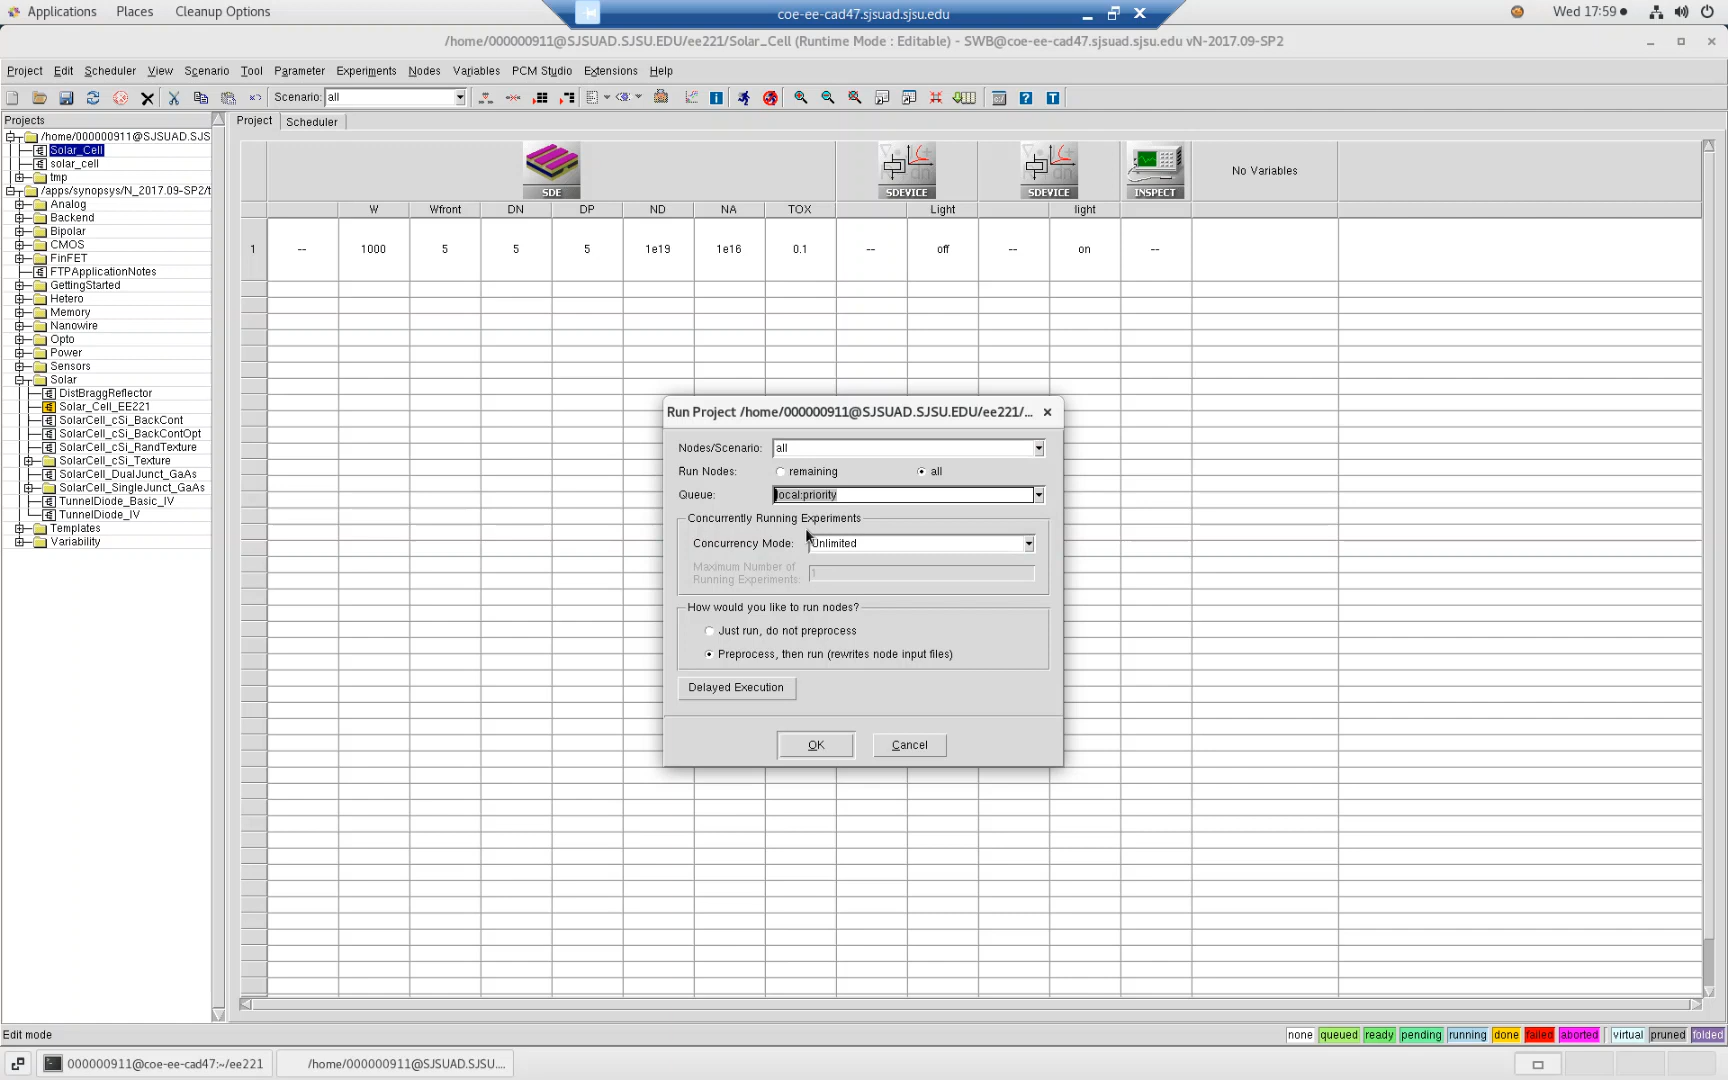 Applications Places Cleanup Options
coe-ee-cad47.sjsuad.sjsu.edu
Wed 17:59
/home/000000911@SJSUAD.SJSU.EDU/ee221/Solar_Cell (Runtime Mode : Editable) - SWB@coe-ee-cad47.sjsuad.sjsu.edu vN-2017.09-SP2
Project Edit Scheduler View Scenario Tool Parameter Experiments Nodes Variables PCM Studio Extensions Help
Scenario: all
Projects
/home/000000911@SJSUAD.SJS
Solar_Cell
solar_cell
tmp
/apps/synopsys/N_2017.09-SP2/t
Analog
Backend
Bipolar
CMOS
FinFET
FTPApplicationNotes
GettingStarted
Hetero
Memory
Nanowire
Opto
Power
Sensors
Solar
DistBraggReflector
Solar_Cell_EE221
SolarCell_cSi_BackCont
SolarCell_cSi_BackContOpt
SolarCell_cSi_RandTexture
SolarCell_cSi_Texture
SolarCell_DualJunct_GaAs
SolarCell_SingleJunct_GaAs
TunnelDiode_Basic_IV
TunnelDiode_IV
Templates
Variability
Project Scheduler
SDE SDEVICE SDEVICE INSPECT No Variables
W Wfront DN DP ND NA TOX Light light
1 -- 1000 5 5 5 1e19 1e16 0.1 -- off -- on --
Run Project /home/000000911@SJSUAD.SJSU.EDU/ee221/...
Nodes/Scenario: all
Run Nodes: remaining all
Queue: local:priority
Concurrently Running Experiments
Concurrency Mode: Unlimited
Maximum Number of
Running Experiments: 1
How would you like to run nodes?
Just run, do not preprocess
Preprocess, then run (rewrites node input files)
Delayed Execution
OK Cancel
Edit mode
none queued ready pending running done failed aborted virtual pruned folded
000000911@coe-ee-cad47:~/ee221
/home/000000911@SJSUAD.SJSU....